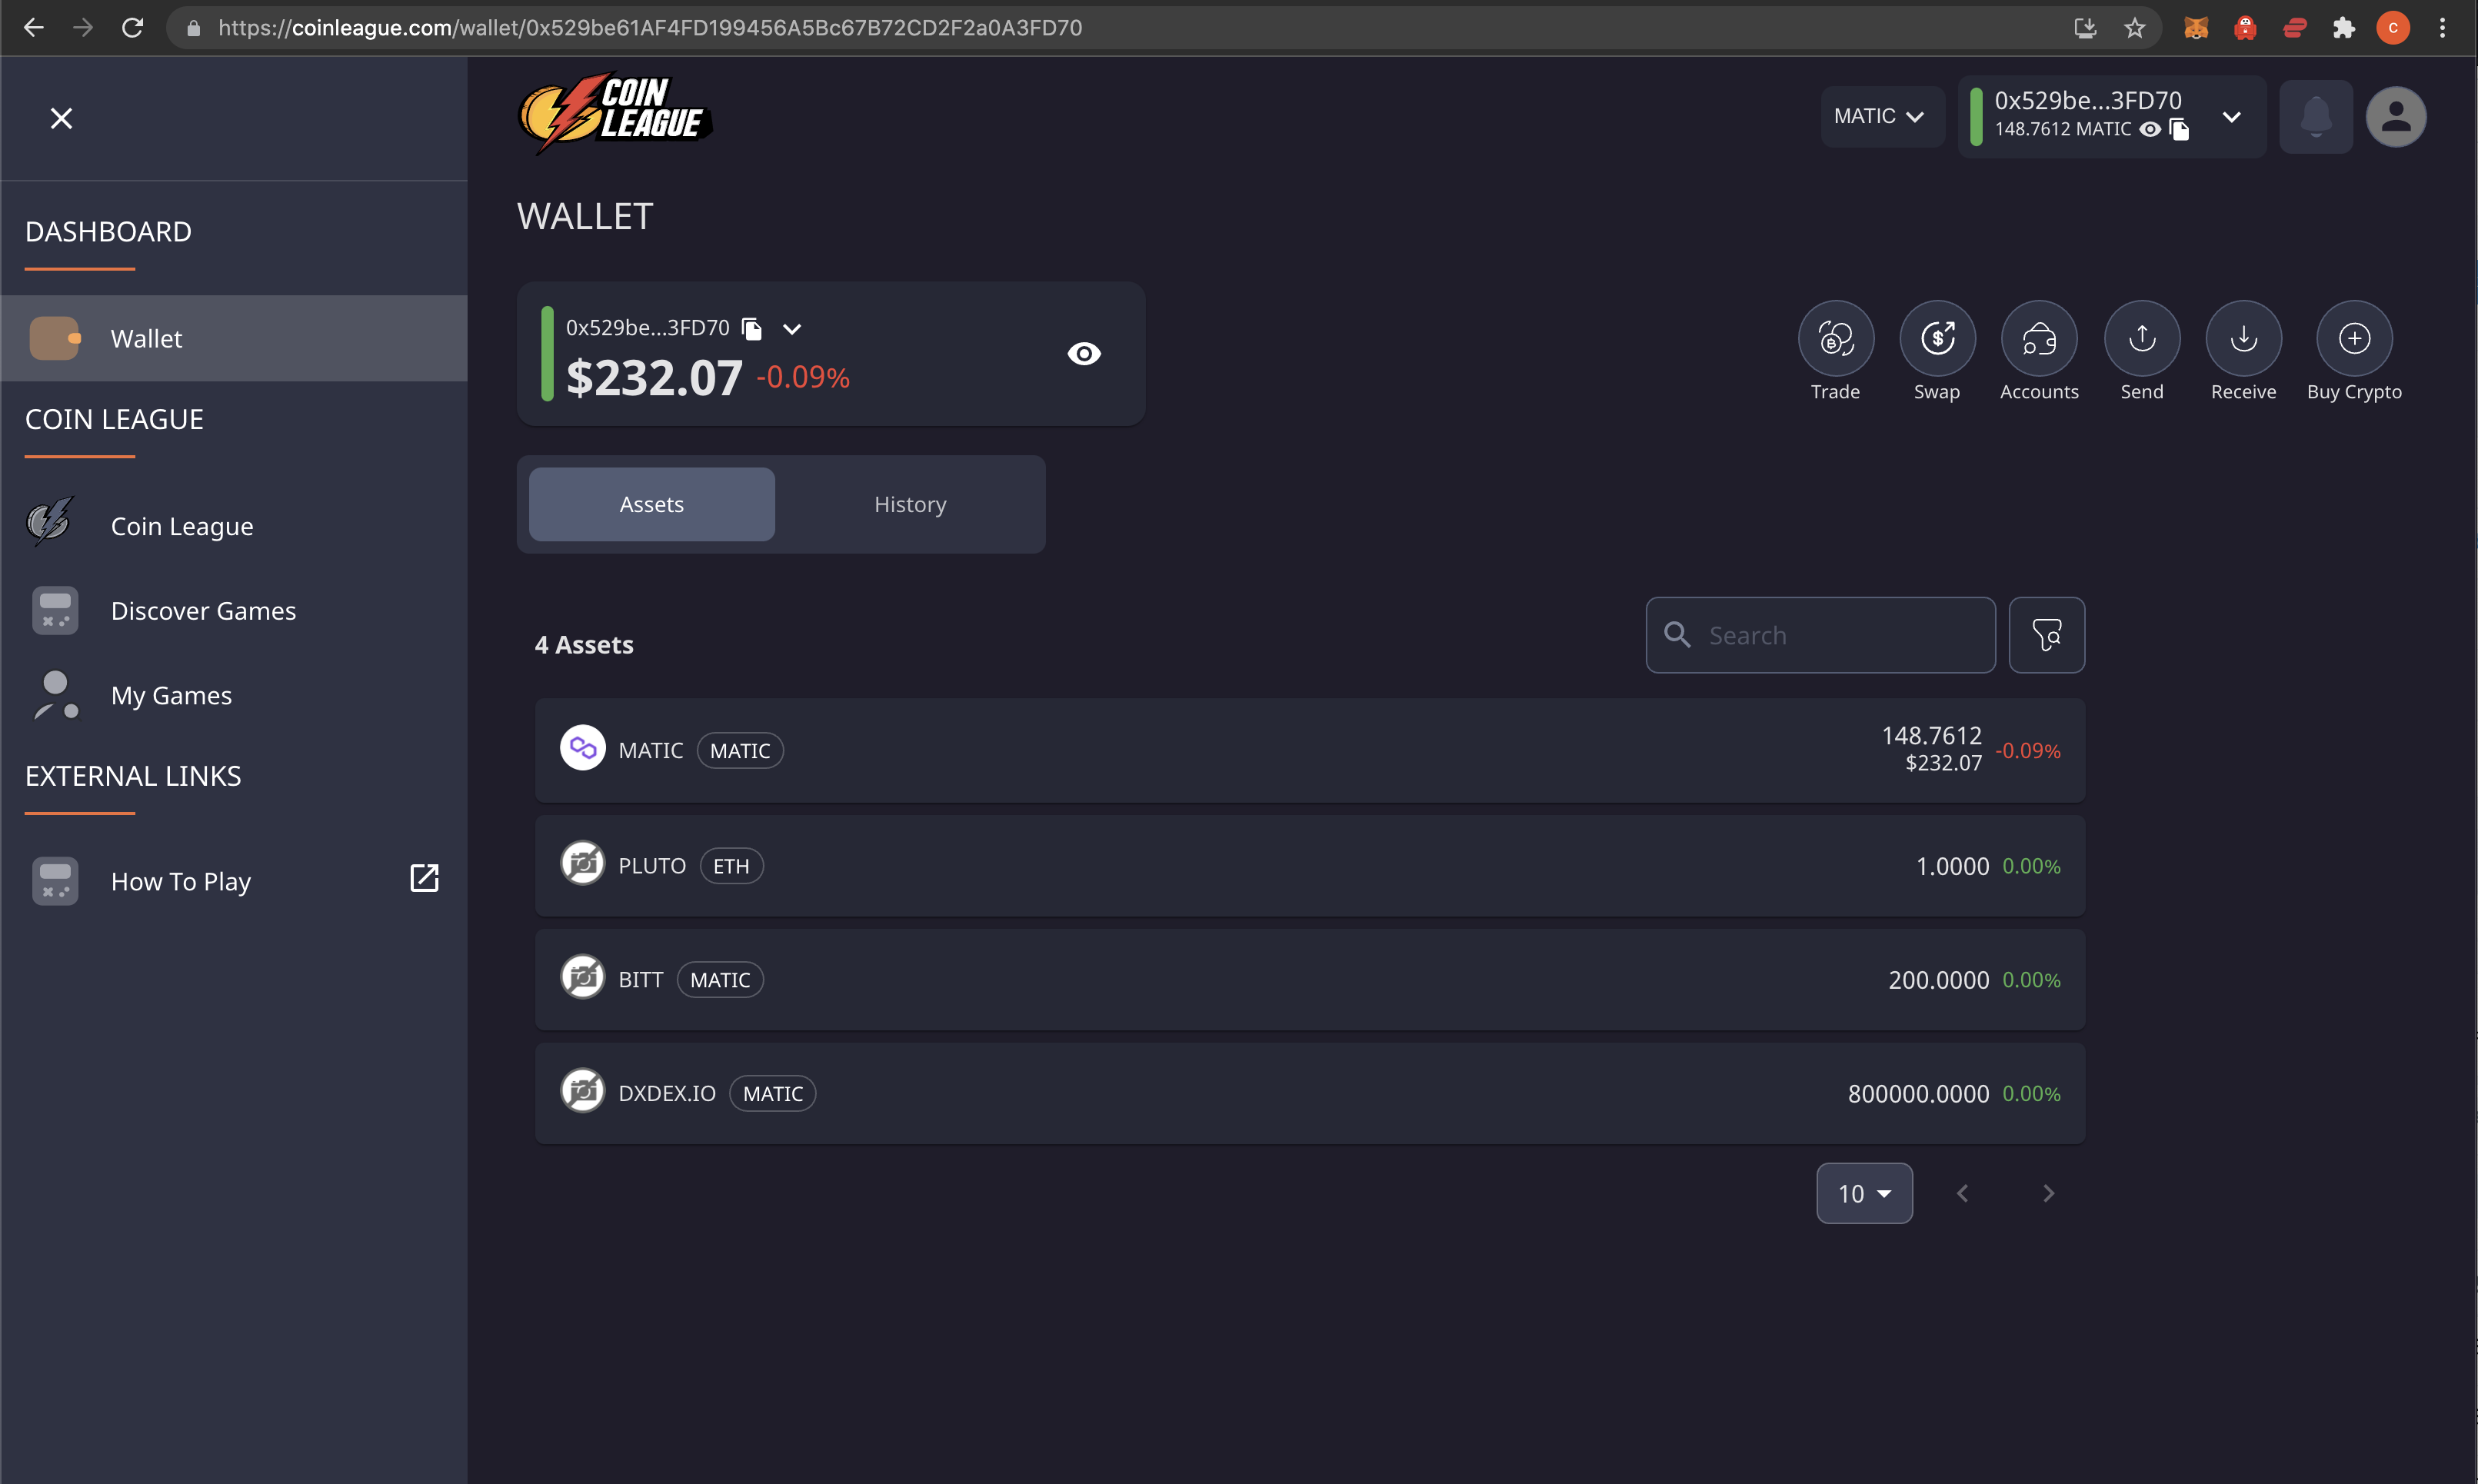 https://coinleague.com/wallet/0x529be61AF4FD199456A5Bc67B72CD2F2a0A3FD70
C
COIN
LEAGUE
MATIC
0x529be...3FD70
148.7612 MATIC
DASHBOARD
Wallet
COIN LEAGUE
Coin League
Discover Games
My Games
EXTERNAL LINKS
How To Play
WALLET
0x529be...3FD70
$232.07 -0.09%
Trade
Swap
Accounts
Send
Receive
Buy Crypto
Assets
History
4 Assets
Search
MATIC MATIC
148.7612
$232.07
-0.09%
PLUTO ETH
1.0000 0.00%
BITT MATIC
200.0000 0.00%
DXDEX.IO MATIC
800000.0000 0.00%
10